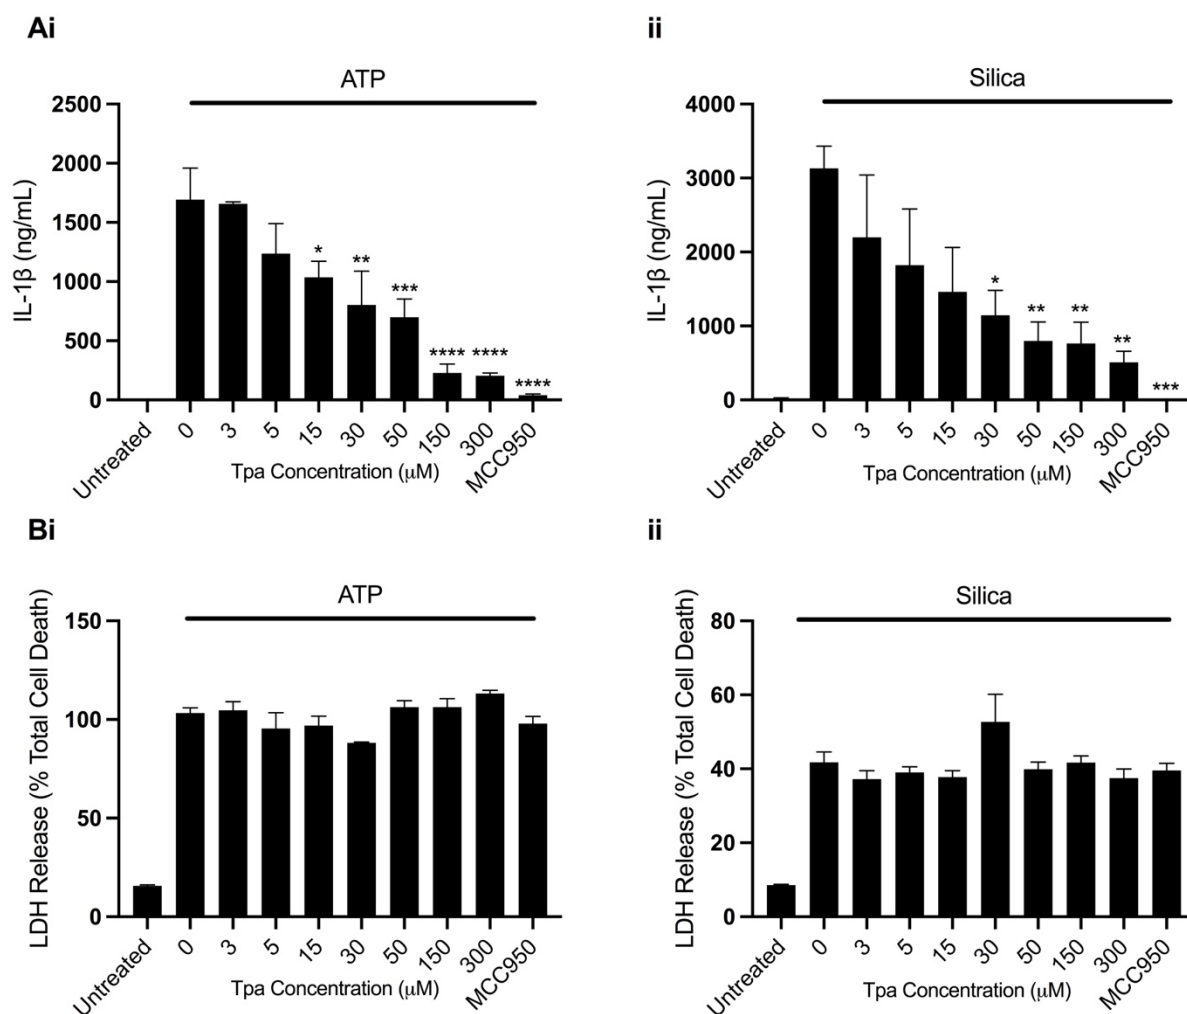 Ai
ATP
2500
2000
1500
1000
500
0
IL-1β (ng/mL)
*
**
***
****
****
****
Untreated
0
3
5
15
30
50
150
300
MCC950
Tpa Concentration (μM)
ii
Silica
4000
3000
2000
1000
0
IL-1β (ng/mL)
*
**
**
**
***
Untreated
0
3
5
15
30
50
150
300
MCC950
Tpa Concentration (μM)
Bi
ATP
150
100
50
0
LDH Release (% Total Cell Death)
Untreated
0
3
5
15
30
50
150
300
MCC950
Tpa Concentration (μM)
ii
Silica
80
60
40
20
0
LDH Release (% Total Cell Death)
Untreated
0
3
5
15
30
50
150
300
MCC950
Tpa Concentration (μM)